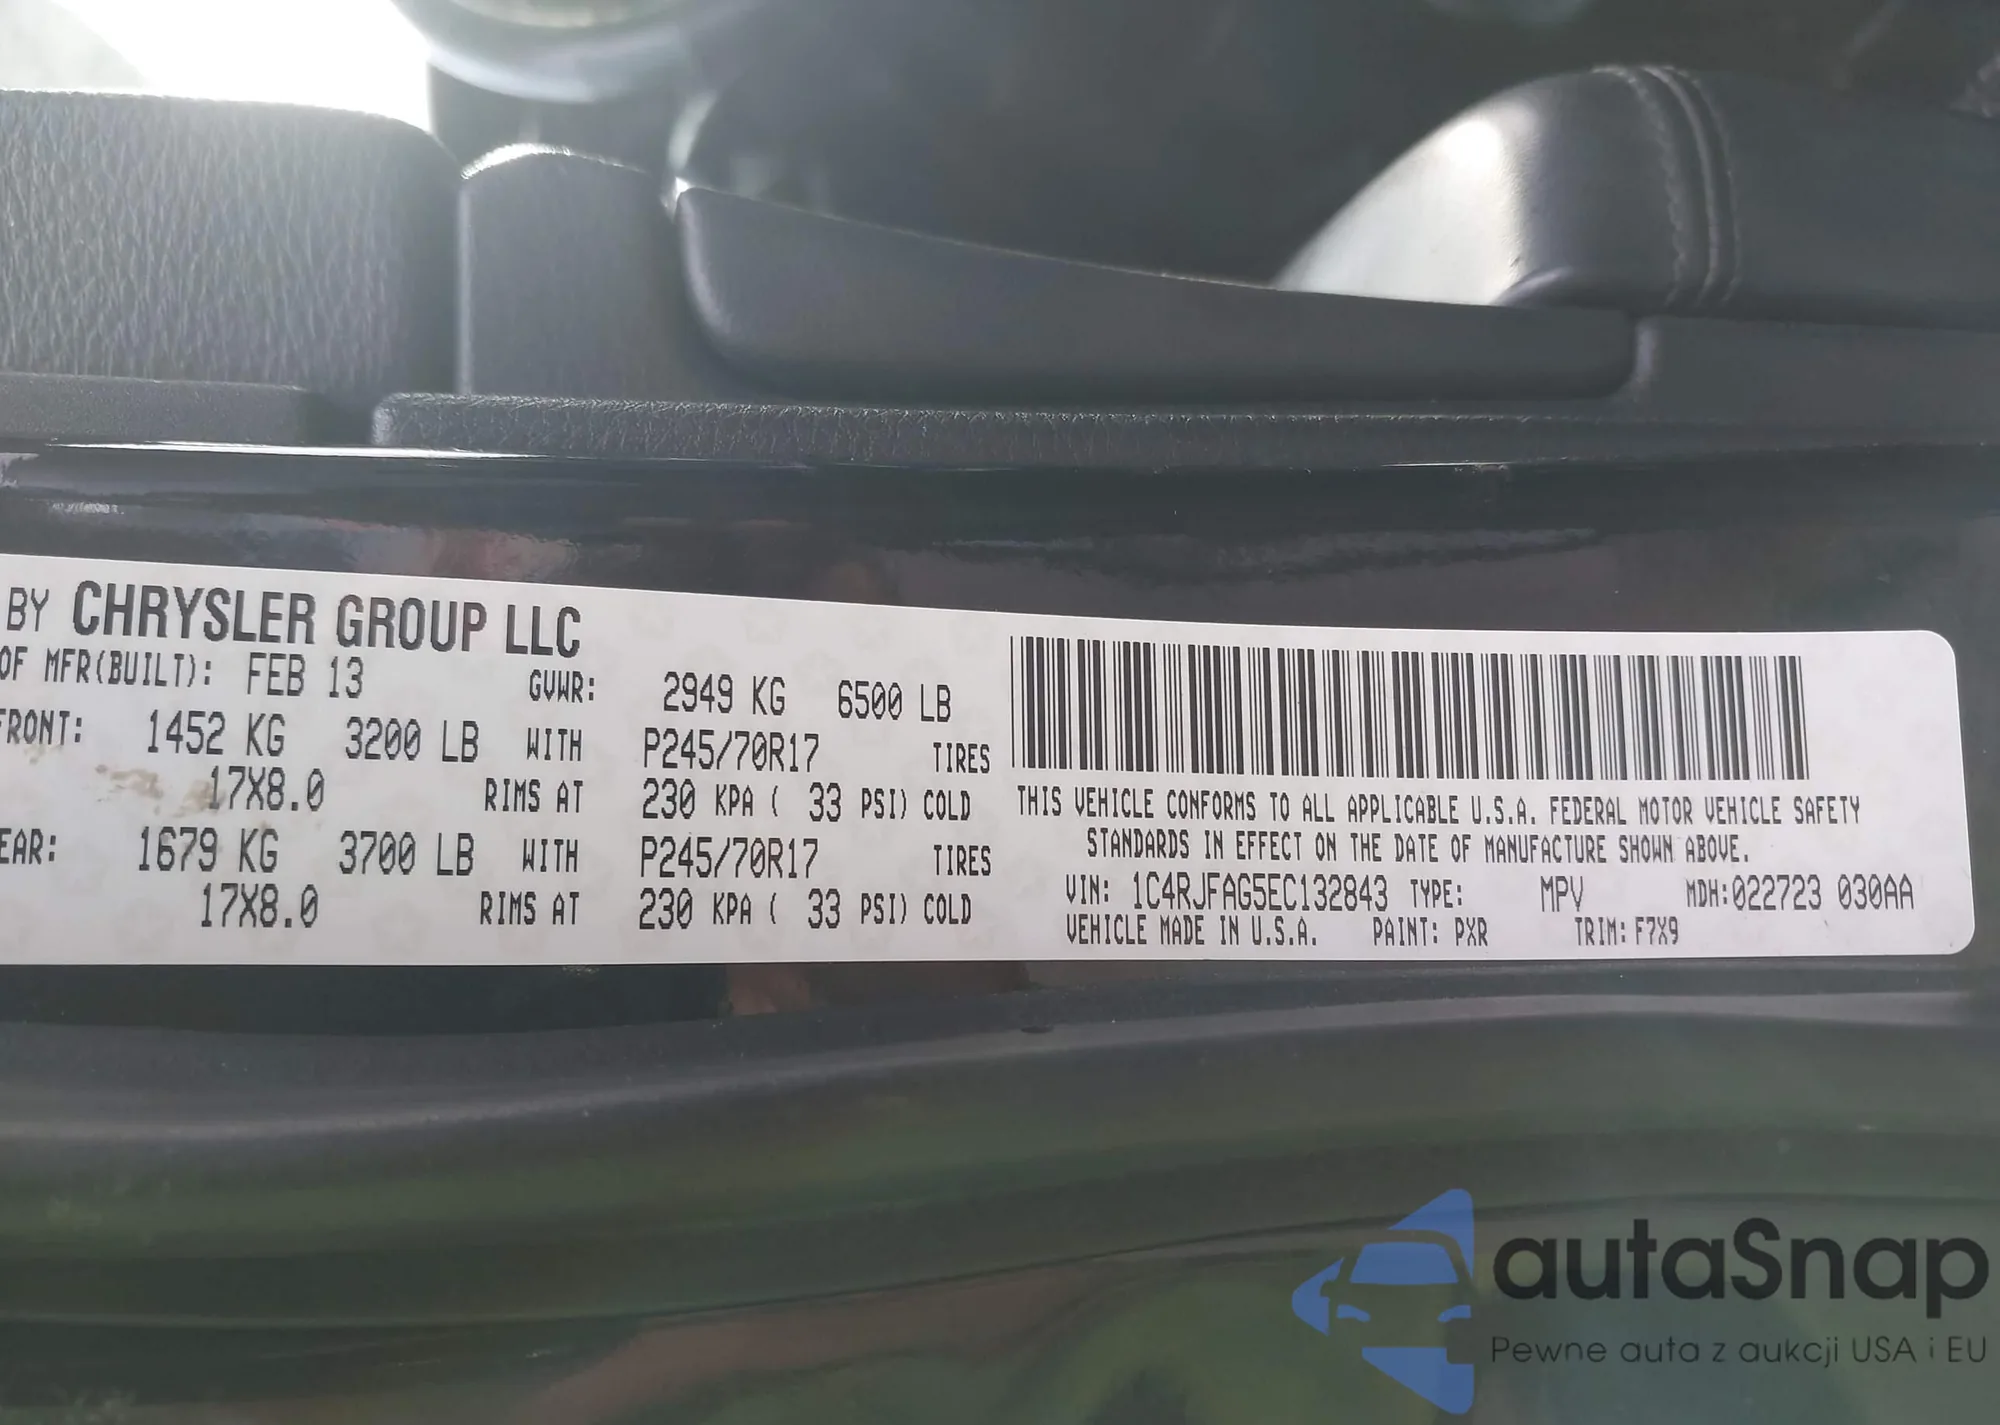 BY CHRYSLER GROUP LLC
OF MFR(BUILT): FEB 13 GVWR: 2949 KG 6500 LB
FRONT: 1452 KG 3200 LB WITH P245/70R17 TIRES
17X8.0 RIMS AT 230 KPA ( 33 PSI) COLD
EAR: 1679 KG 3700 LB WITH P245/70R17 TIRES
17X8.0 RIMS AT 230 KPA ( 33 PSI) COLD
THIS VEHICLE CONFORMS TO ALL APPLICABLE U.S.A. FEDERAL MOTOR VEHICLE SAFETY
STANDARDS IN EFFECT ON THE DATE OF MANUFACTURE SHOWN ABOVE.
VIN: 1C4RJFAG5EC132843 TYPE: MPV MDH:022723 030AA
VEHICLE MADE IN U.S.A. PAINT: PXR TRIM: F7X9
autaSnap
Pewne auta z aukcji USA i EU